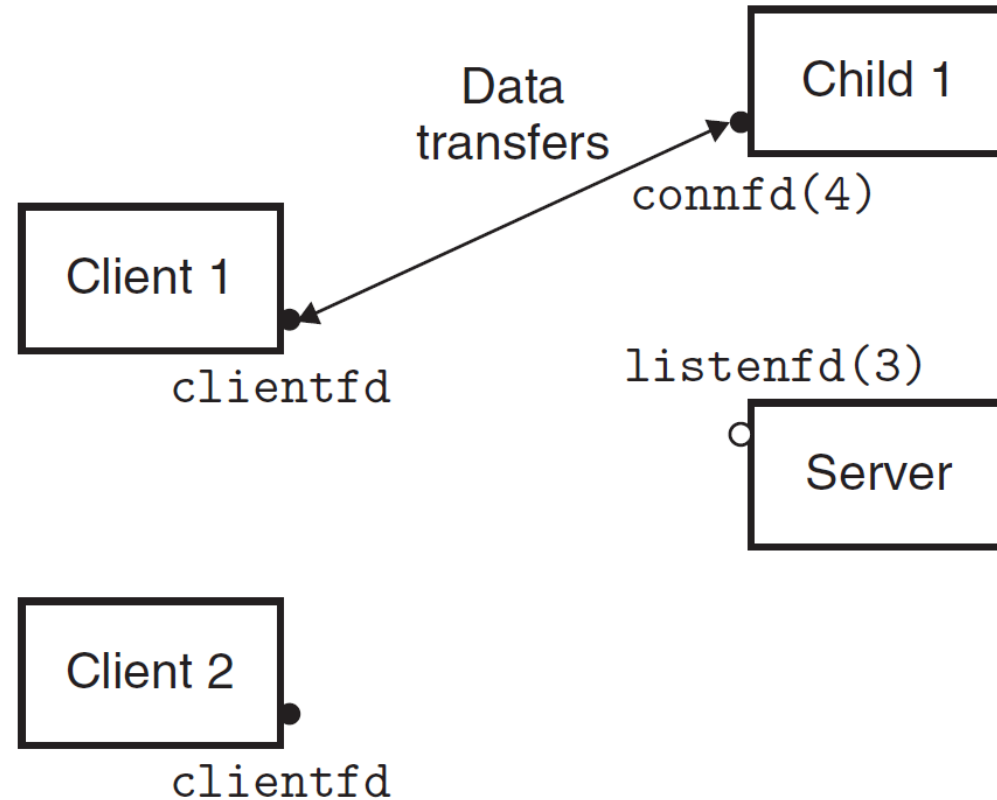 Data
transfers
Child 1
connfd(4)
Client 1
clientfd
listenfd(3)
Server
Client 2
clientfd